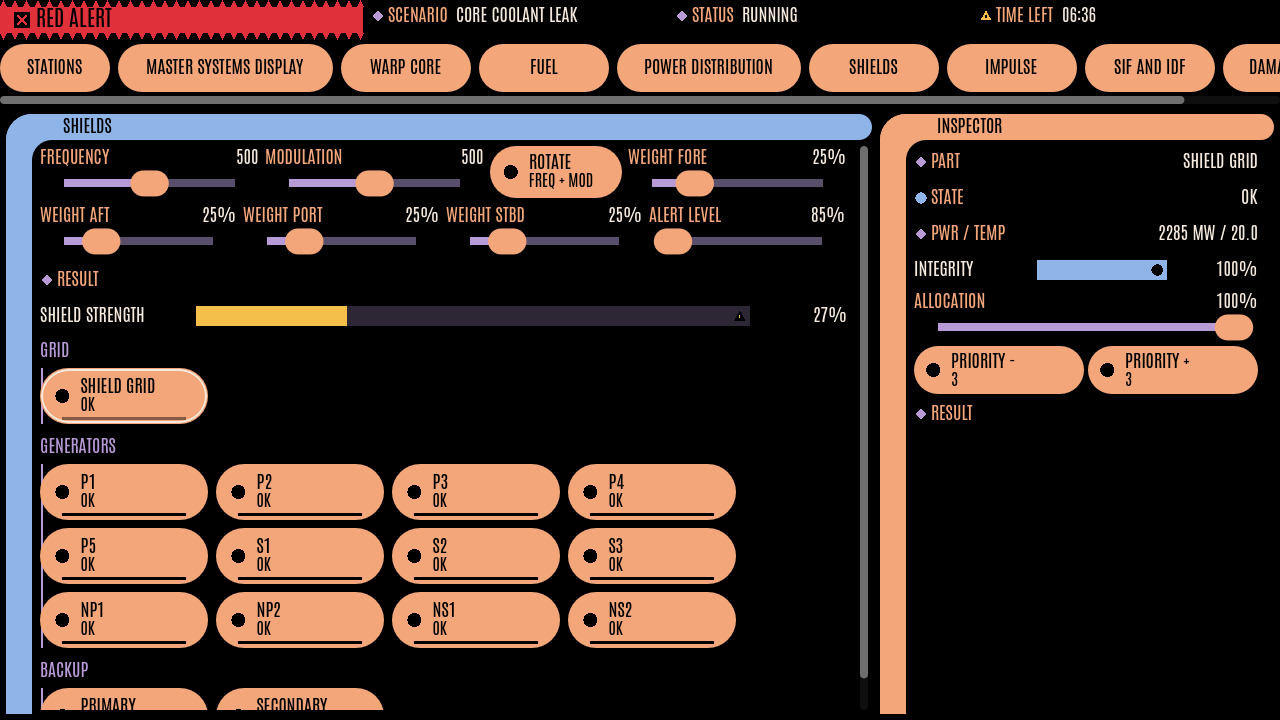 RED ALERT
SCENARIO CORE COOLANT LEAK
STATUS RUNNING
TIME LEFT 06:36
STATIONS
MASTER SYSTEMS DISPLAY
WARP CORE
FUEL
POWER DISTRIBUTION
SHIELDS
IMPULSE
SIF AND IDF
DAMA
SHIELDS
FREQUENCY 500
MODULATION 500
ROTATE
FREQ + MOD
WEIGHT FORE 25%
WEIGHT AFT 25%
WEIGHT PORT 25%
WEIGHT STBD 25%
ALERT LEVEL 85%
RESULT
SHIELD STRENGTH 27%
GRID
SHIELD GRID
OK
GENERATORS
P1
OK
P2
OK
P3
OK
P4
OK
P5
OK
S1
OK
S2
OK
S3
OK
NP1
OK
NP2
OK
NS1
OK
NS2
OK
BACKUP
PRIMARY
SECONDARY
INSPECTOR
PART SHIELD GRID
STATE OK
PWR / TEMP 2285 MW / 20.0
INTEGRITY 100%
ALLOCATION 100%
PRIORITY -
3
PRIORITY +
3
RESULT